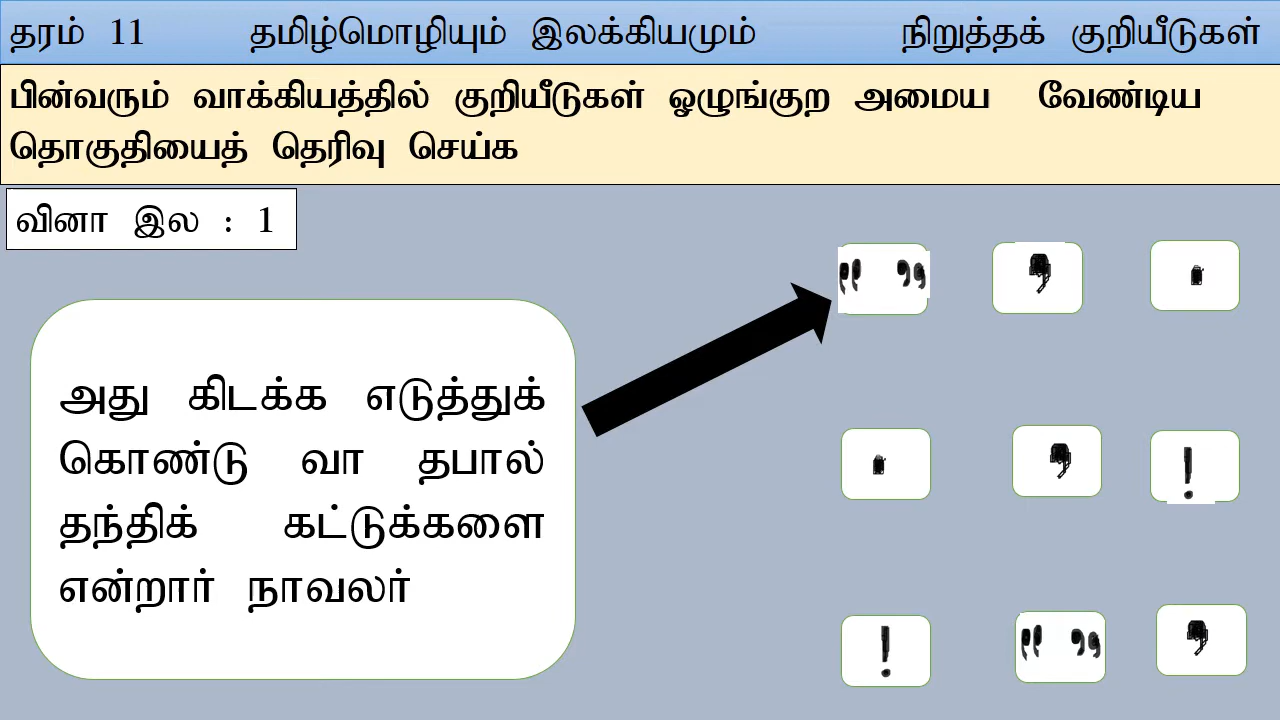 தரம் 11 தமிழ்மொழியும் இலக்கியமும் நிறுத்தக் குறியீடுகள்
பின்வரும் வாக்கியத்தில் குறியீடுகள் ஓழுங்குற அமைய வேண்டிய
தொகுதியைத் தெரிவு செய்க
வினா இல : 1
" " , .
அது கிடக்க எடுத்துக்
கொண்டு வா தபால்
தந்திக் கட்டுக்களை
என்றார் நாவலர்
. , !
! " " ,